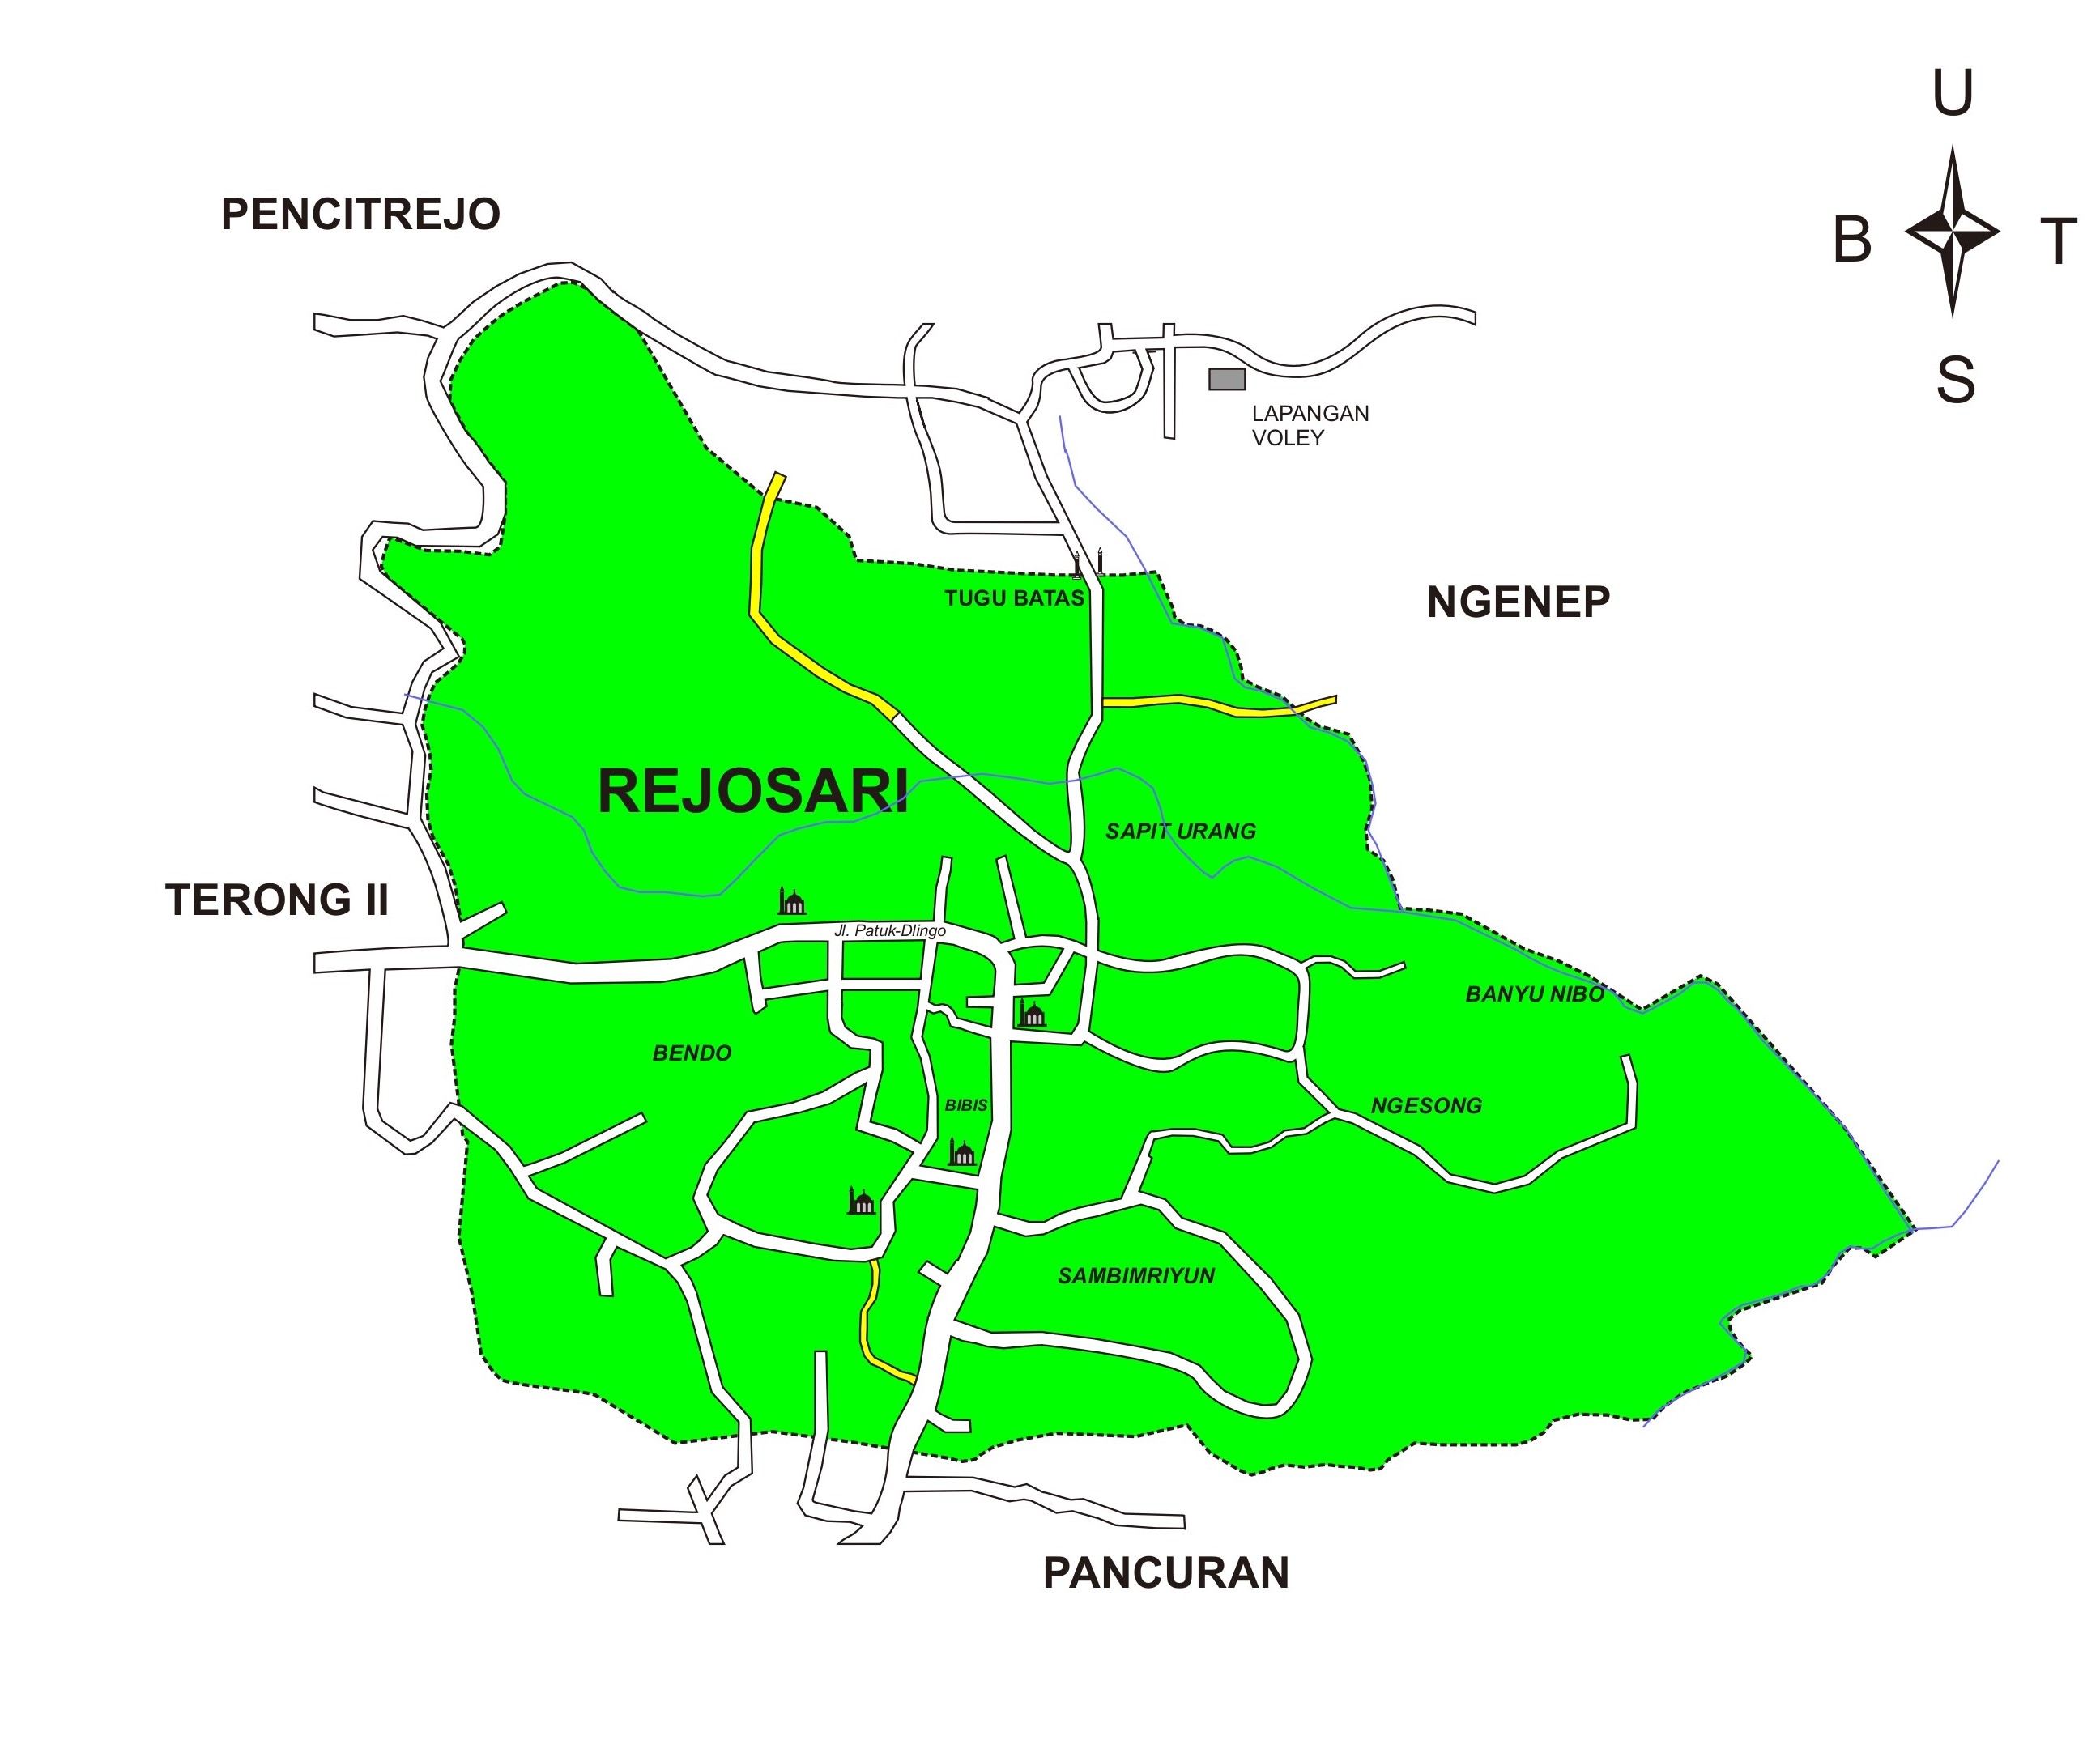 U
B
T
S
PENCITREJO
LAPANGAN
VOLEY
TUGU BATAS
NGENEP
REJOSARI
SAPIT URANG
TERONG II
Jl. Patuk-Dlingo
BANYU NIBO
BENDO
BIBIS
NGESONG
SAMBIMRIYUN
PANCURAN